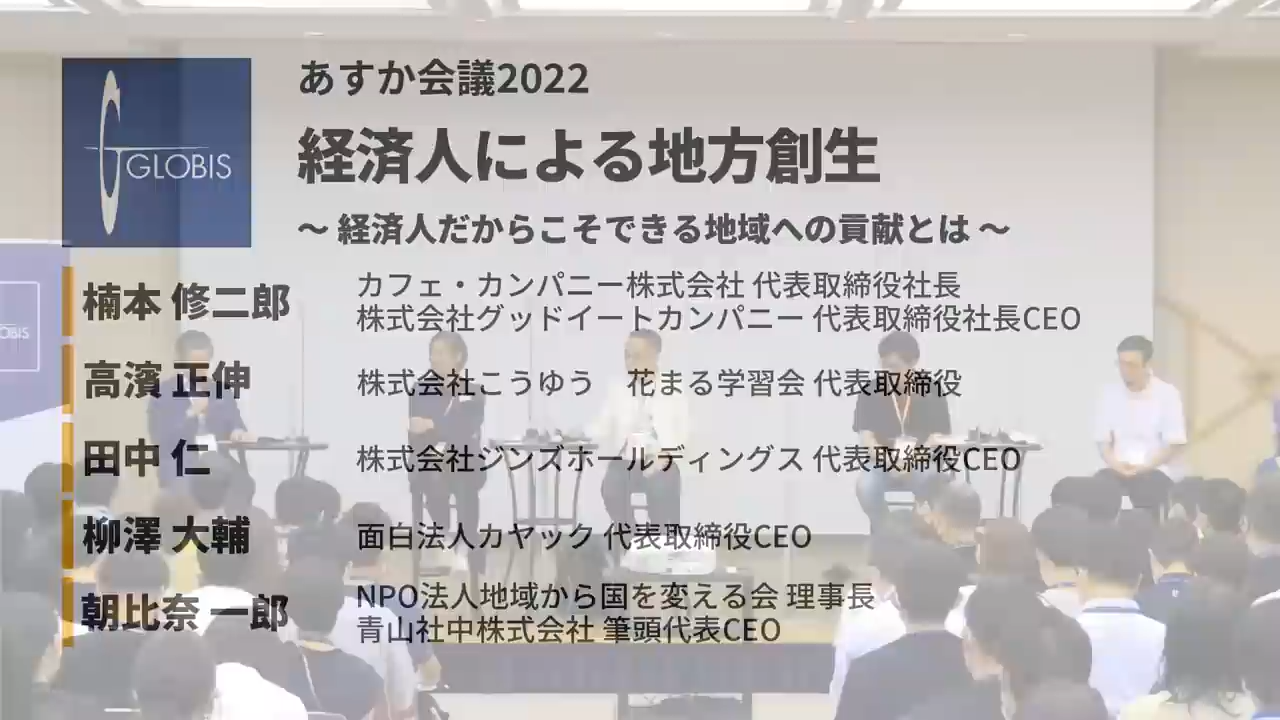 GLOBIS
あすか会議2022
経済人による地方創生
～ 経済人だからこそできる地域への貢献とは ～
楠本 修二郎
カフェ・カンパニー株式会社 代表取締役社長
株式会社グッドイートカンパニー 代表取締役社長CEO
高濱 正伸
株式会社こうゆう　花まる学習会 代表取締役
田中 仁
株式会社ジンズホールディングス 代表取締役CEO
柳澤 大輔
面白法人カヤック 代表取締役CEO
朝比奈 一郎
NPO法人地域から国を変える会 理事長
青山社中株式会社 筆頭代表CEO